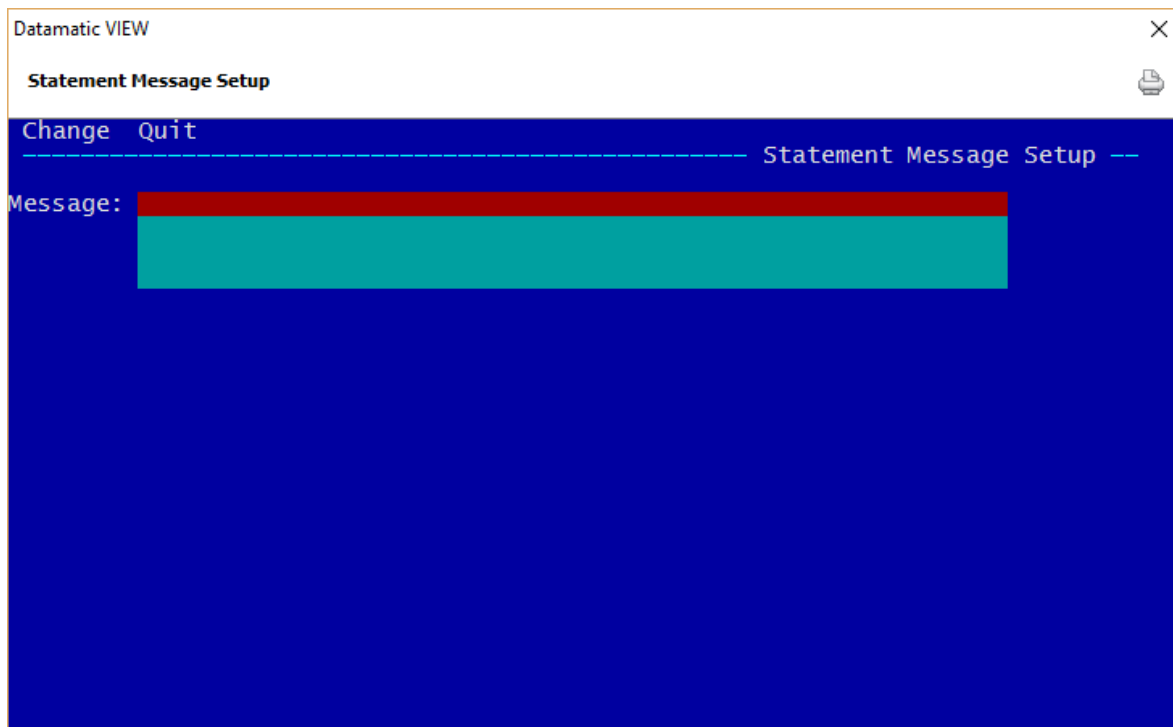 Datamatic VIEW
Statement Message Setup
Change Quit
Statement Message Setup
Message: